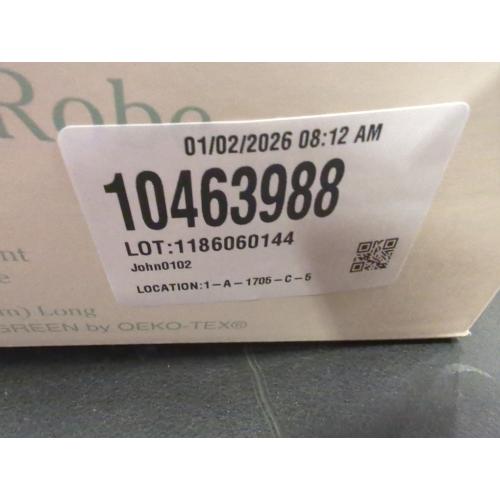 Robe
01/02/2026 08:12 AM
10463988
LOT:1186060144
John0102
LOCATION:1-A-1705-C-5
Long
GREEN by OEKO-TEX®